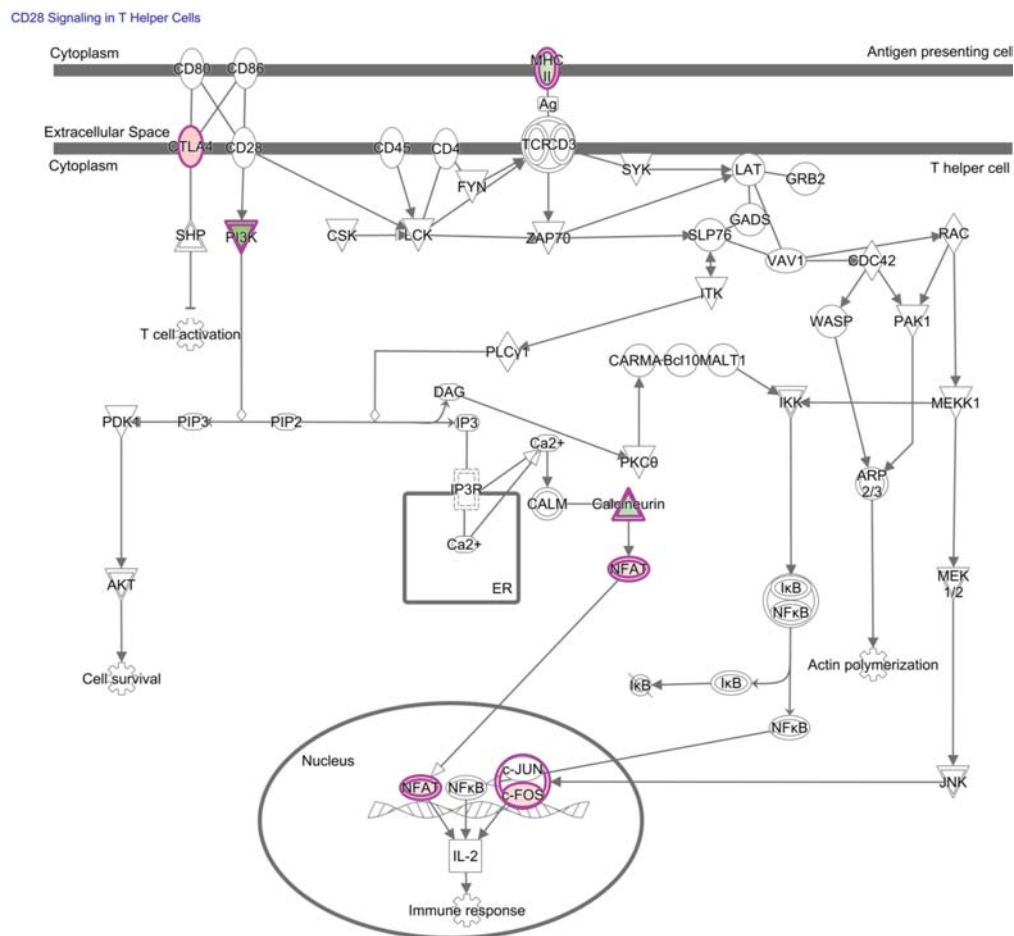 CD28 Signaling in T Helper Cells
Cytoplasm
Antigen presenting cell
CD80
CD86
MHC
II
Ag
Extracellular Space
Cytoplasm
T helper cell
CTLA4
CD28
CD45
CD4
TCR
CD3
FYN
SYK
LAT
GRB2
GADS
SHP
PI3K
CSK
LCK
ZAP70
SLP76
VAV1
CDC42
RAC
ITK
WASP
PAK1
T cell activation
PLCγ1
CARMA
Bcl10
MALT1
DAG
IKK
MEKK1
PDK1
PIP3
PIP2
IP3
Ca2+
PKCθ
IP3R
CALM
Calcineurin
ARP
2/3
Ca2+
ER
NFAT
AKT
IκB
NFκB
MEK
1/2
Cell survival
IκB
IκB
Actin polymerization
NFκB
Nucleus
c-JUN
NFAT
NFκB
c-FOS
JNK
IL-2
Immune response